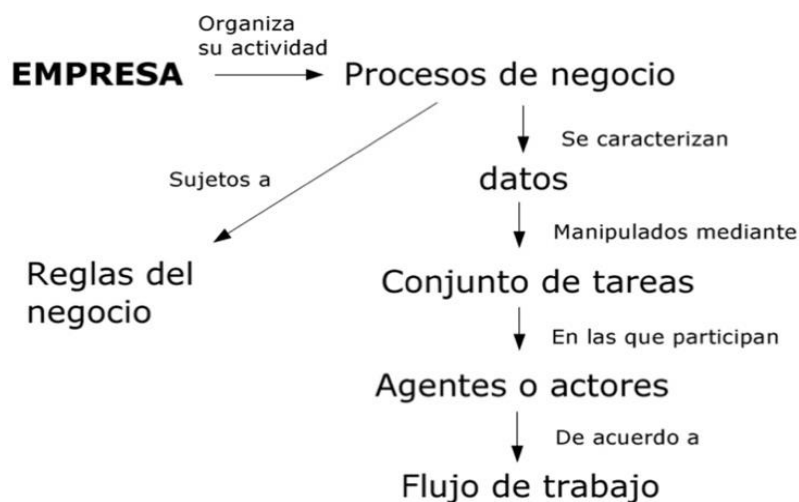 Organiza
su actividad
EMPRESA
Procesos de negocio
Se caracterizan
Sujetos a
datos
Manipulados mediante
Reglas del
negocio
Conjunto de tareas
En las que participan
Agentes o actores
De acuerdo a
Flujo de trabajo